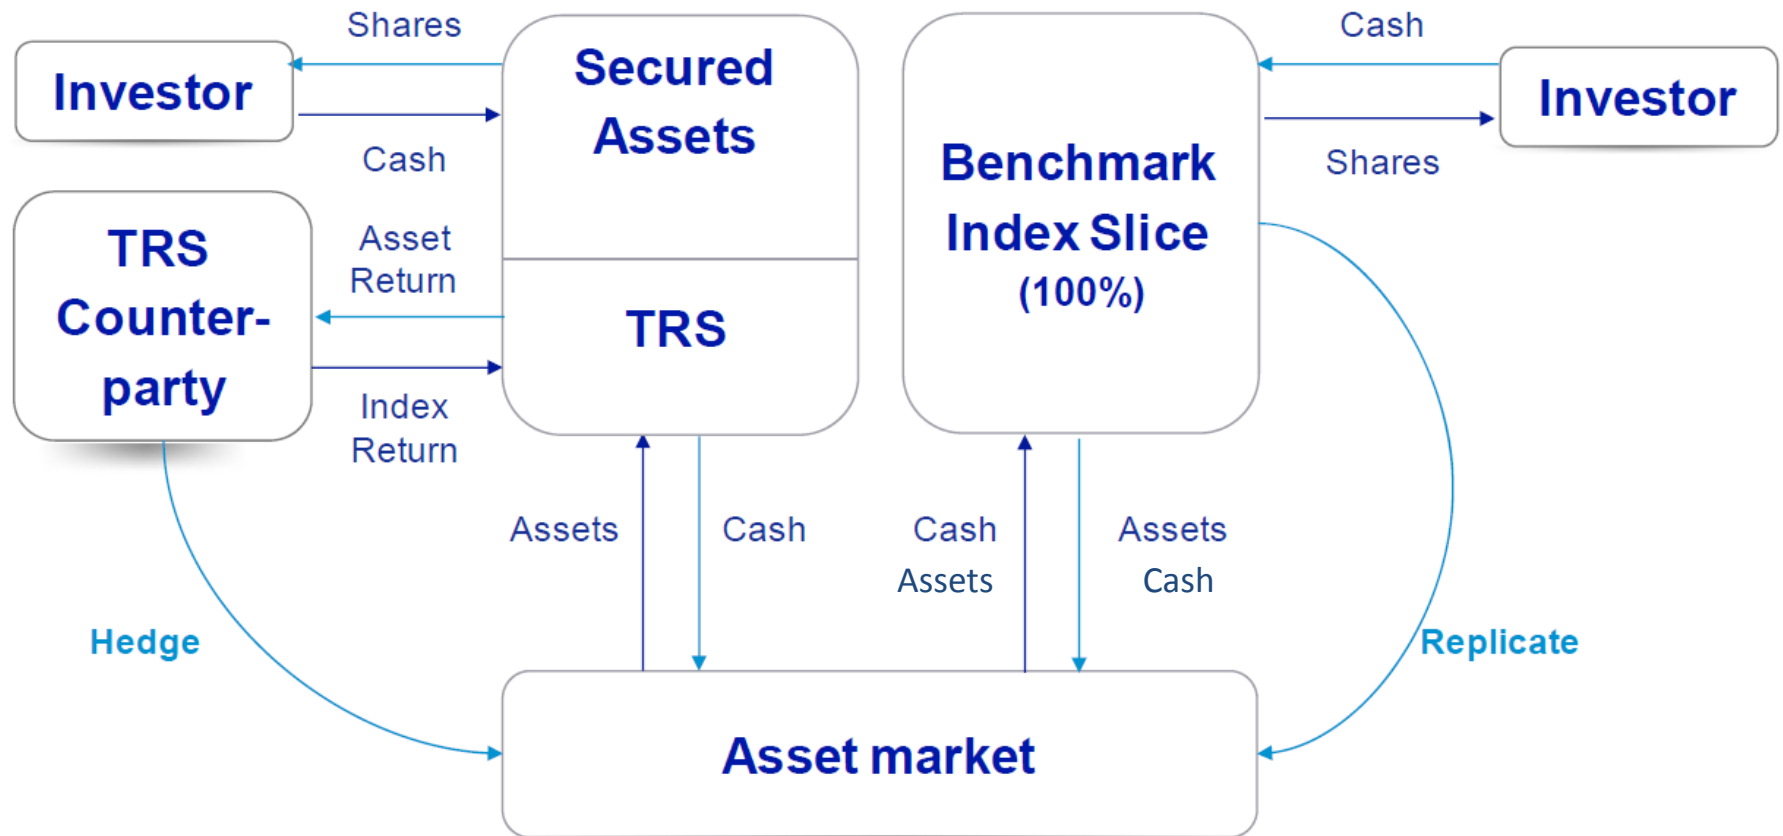 Shares
Investor
Cash
Secured
Assets
TRS
TRS
Counter-
party
Asset
Return
Index
Return
Benchmark
Index Slice
(100%)
Cash
Investor
Shares
Assets
Cash
Cash
Assets
Assets
Cash
Hedge
Replicate
Asset market